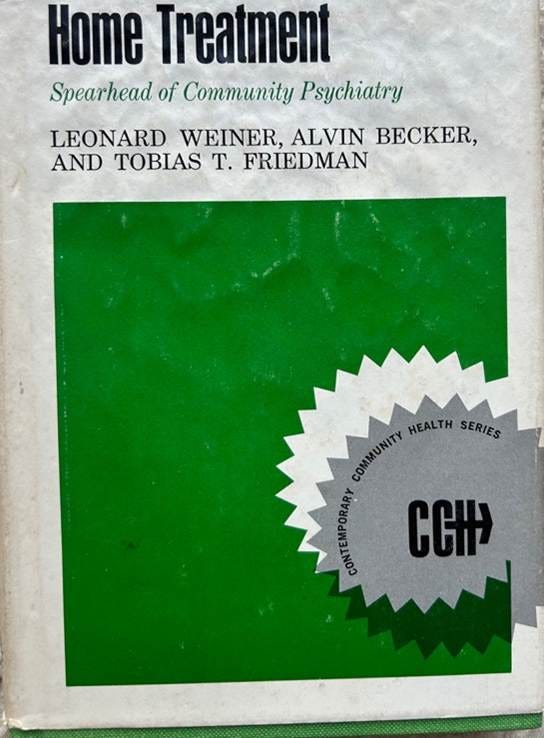 Home Treatment
Spearhead of Community Psychiatry
LEONARD WEINER, ALVIN BECKER,
AND TOBIAS T. FRIEDMAN
CONTEMPORARY COMMUNITY HEALTH SERIES
CCH